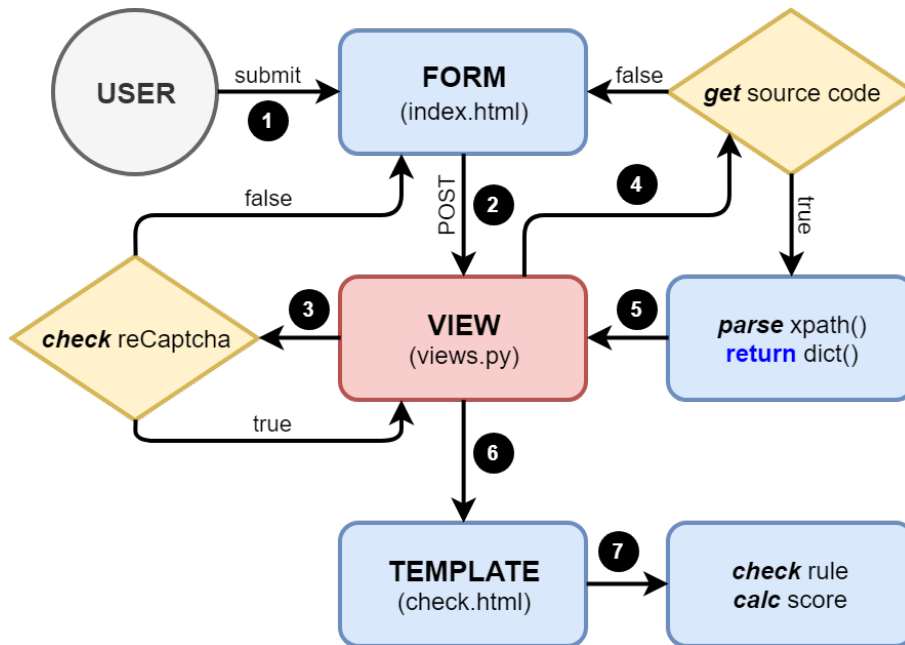 USER
submit
1
FORM
(index.html)
false
get source code
false
POST
2
4
true
check reCaptcha
3
VIEW
(views.py)
5
parse xpath()
return dict()
true
6
TEMPLATE
(check.html)
7
check rule
calc score